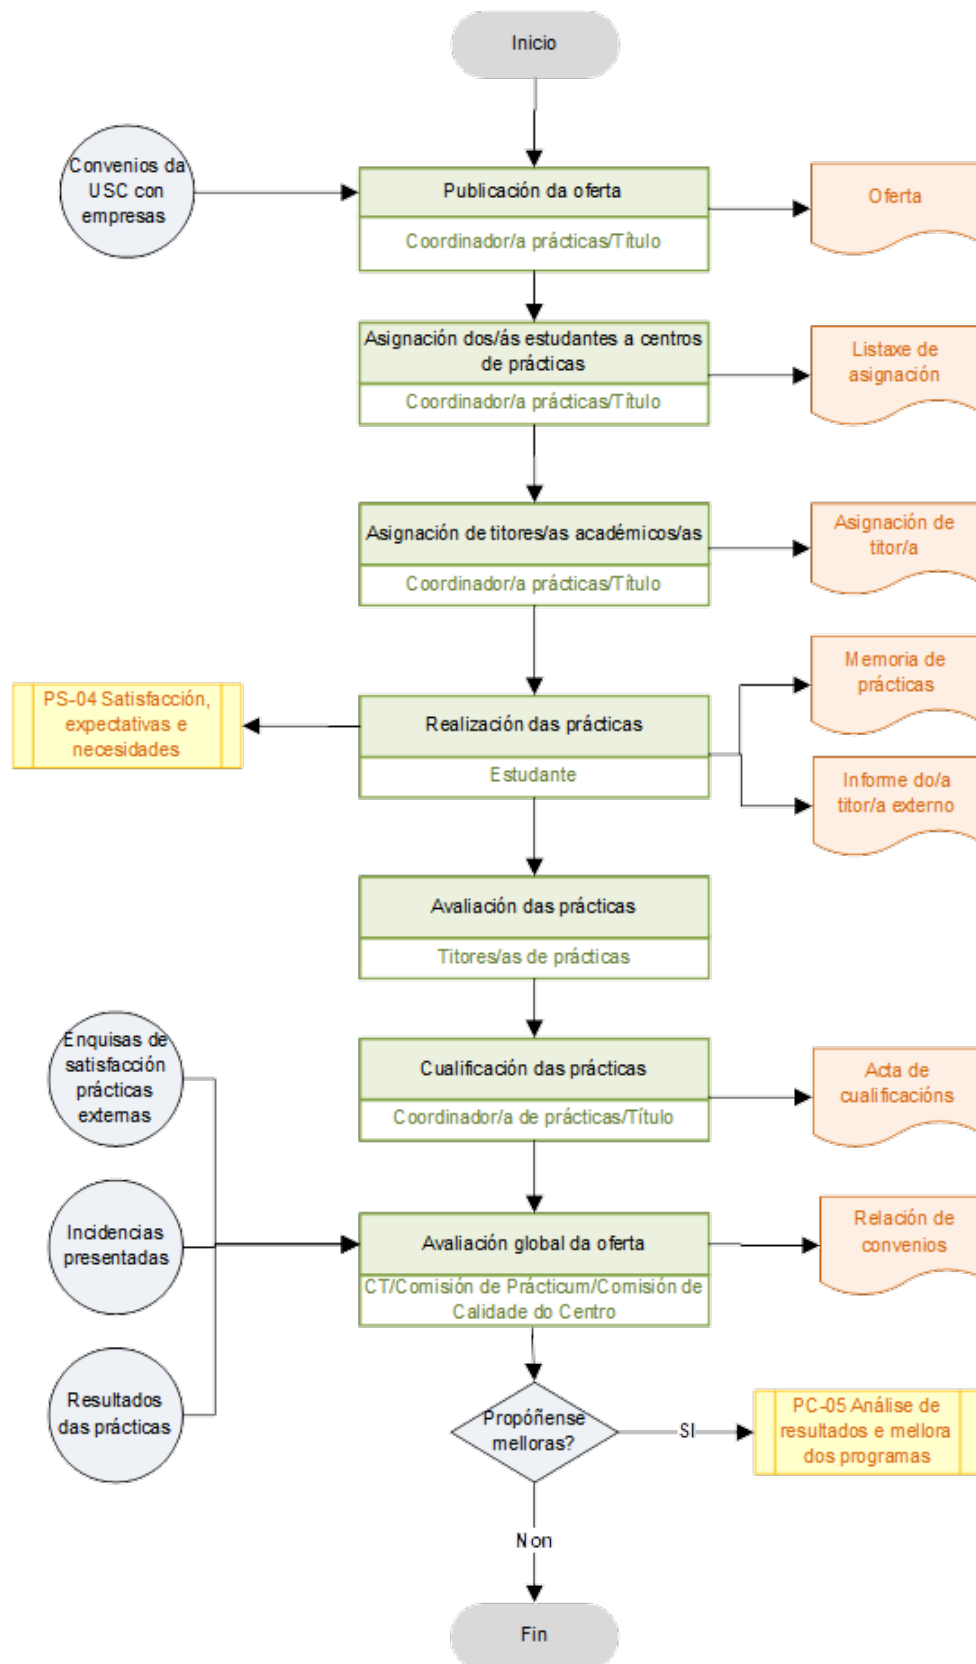 Inicio
Convenios da
USC con
empresas
Publicación da oferta
Coordinador/a prácticas/Título
Oferta
Asignación dos/ás estudantes a centros
de prácticas
Coordinador/a prácticas/Título
Listaxe de
asignación
Asignación de titores/as académicos/as
Coordinador/a prácticas/Título
Asignación de
titor/a
PS-04 Satisfacción,
expectativas e
necesidades
Realización das prácticas
Estudante
Memoria de
prácticas
Informe do/a
titor/a externo
Avaliación das prácticas
Titores/as de prácticas
Enquisas de
satisfacción
prácticas
externas
Cualificación das prácticas
Coordinador/a de prácticas/Título
Acta de
cualificacións
Incidencias
presentadas
Avaliación global da oferta
CT/Comisión de Prácticum/Comisión de
Calidade do Centro
Relación de
convenios
Resultados
das prácticas
Propóñense
melloras?
SI
PC-05 Análise de
resultados e mellora
dos programas
Non
Fin